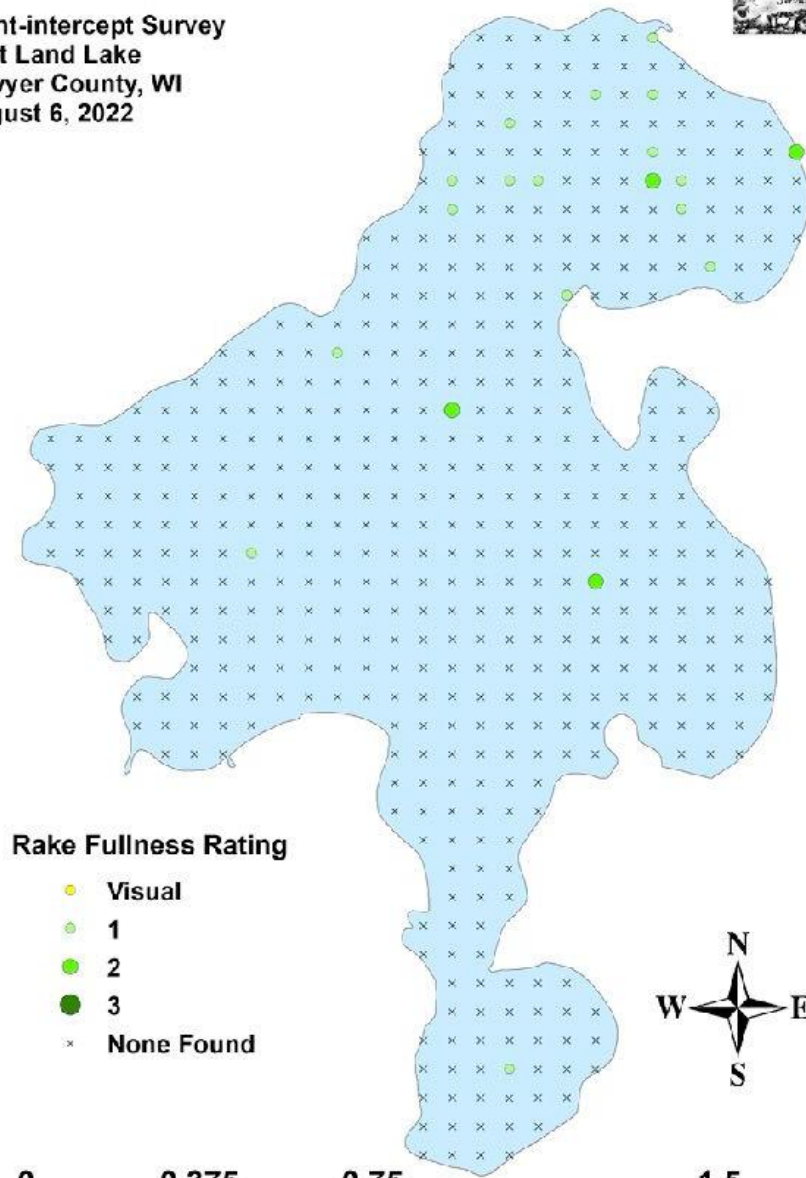 nt-intercept Survey
t Land Lake
yer County, WI
gust 6, 2022
Rake Fullness Rating
Visual
1
2
3
None Found
N
W E
S
0 0.375 0.75 1.5